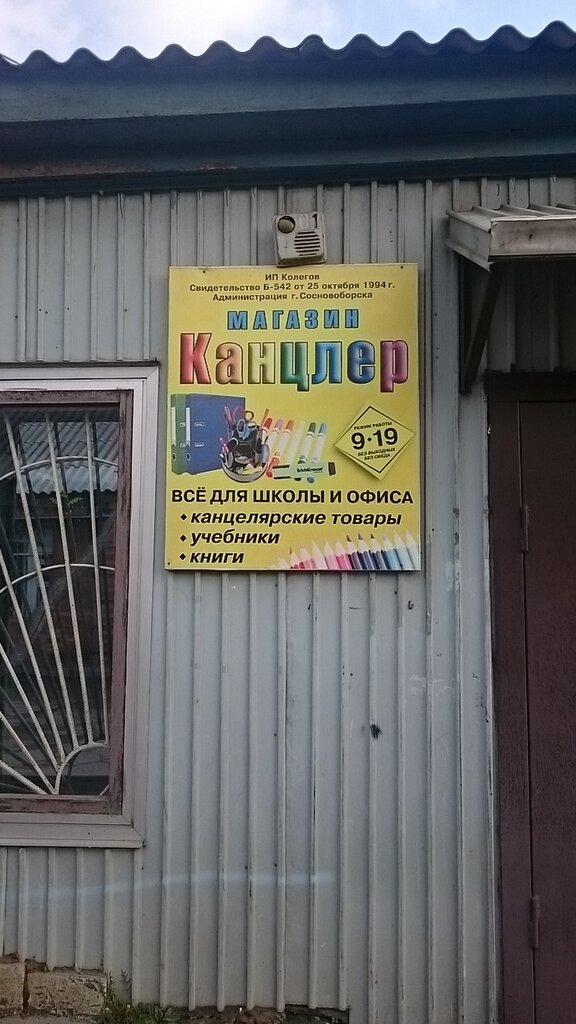 ИП Колегов
Свидетельство Б-542 от 25 октября 1994 г.
Администрация г. Сосновоборска
МАГАЗИН
Канцлер
РЕЖИМ РАБОТЫ
9•19
БЕЗ ВЫХОДНЫХ
БЕЗ ОБЕДА
ErichKrause
ВСЁ ДЛЯ ШКОЛЫ И ОФИСА
• канцелярские товары
• учебники
• книги